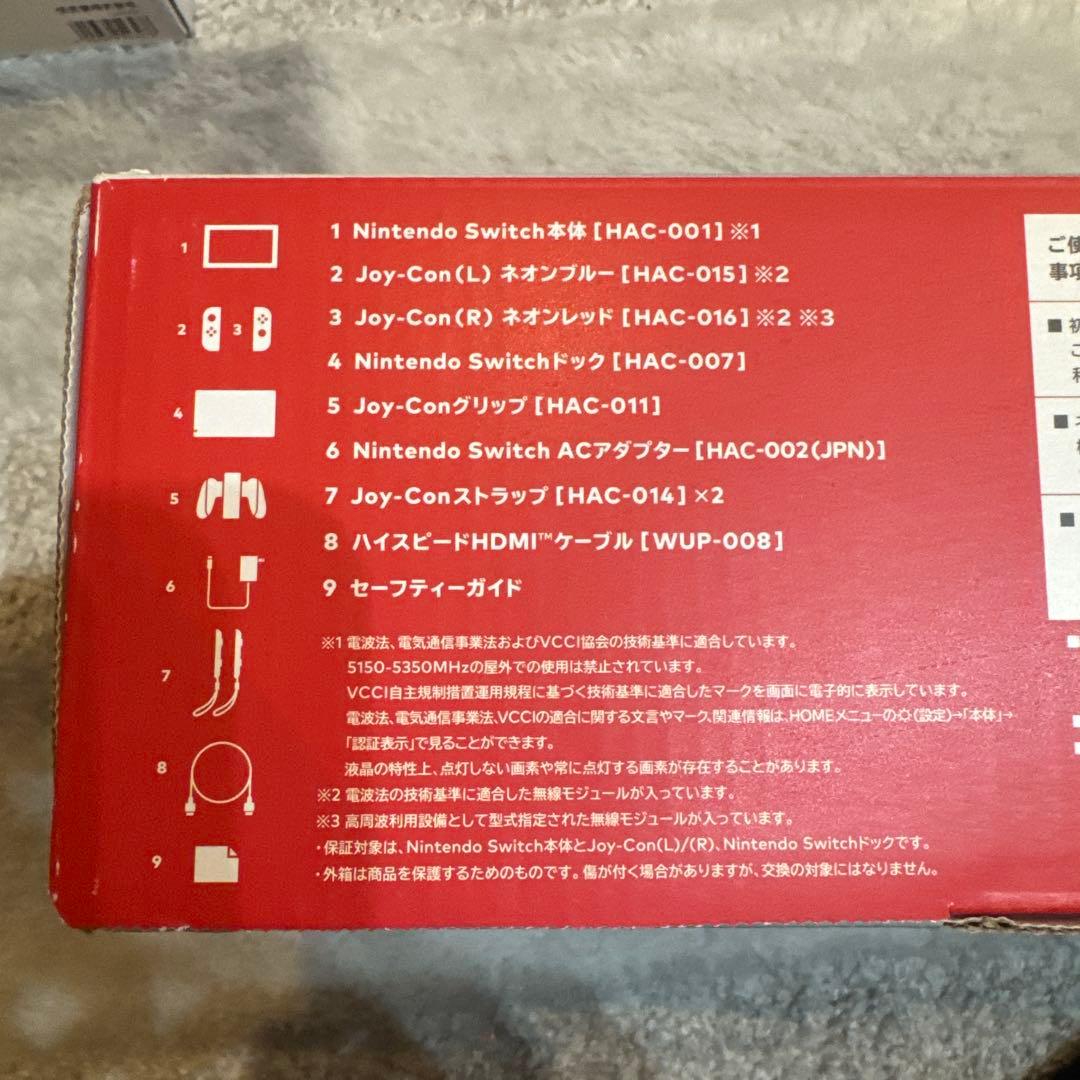 1 Nintendo Switch本体 [HAC-001] ※1
2 Joy-Con(L) ネオンブルー [HAC-015] ※2
3 Joy-Con(R) ネオンレッド [HAC-016] ※2 ※3
4 Nintendo Switchドック [HAC-007]
5 Joy-Conグリップ [HAC-011]
6 Nintendo Switch ACアダプター [HAC-002(JPN)]
7 Joy-Conストラップ [HAC-014] ×2
8 ハイスピードHDMI™ケーブル [WUP-008]
9 セーフティーガイド
※1 電波法、電気通信事業法およびVCCI協会の技術基準に適合しています。
5150-5350MHzの屋外での使用は禁止されています。
VCCI自主規制措置運用規程に基づく技術基準に適合したマークを画面に電子的に表示しています。
電波法、電気通信事業法、VCCIの適合に関する文言やマーク、関連情報は、HOMEメニューの(設定)→「本体」→
「認証表示」で見ることができます。
液晶の特性上、点灯しない画素や常に点灯する画素が存在することがあります。
※2 電波法の技術基準に適合した無線モジュールが入っています。
※3 高周波利用設備として型式指定された無線モジュールが入っています。
・保証対象は、Nintendo Switch本体とJoy-Con(L)/(R)、Nintendo Switchドックです。
・外箱は商品を保護するためのものです。傷が付く場合がありますが、交換の対象にはなりません。
1
2
3
4
5
6
7
8
9
ご使
事項
■ 初